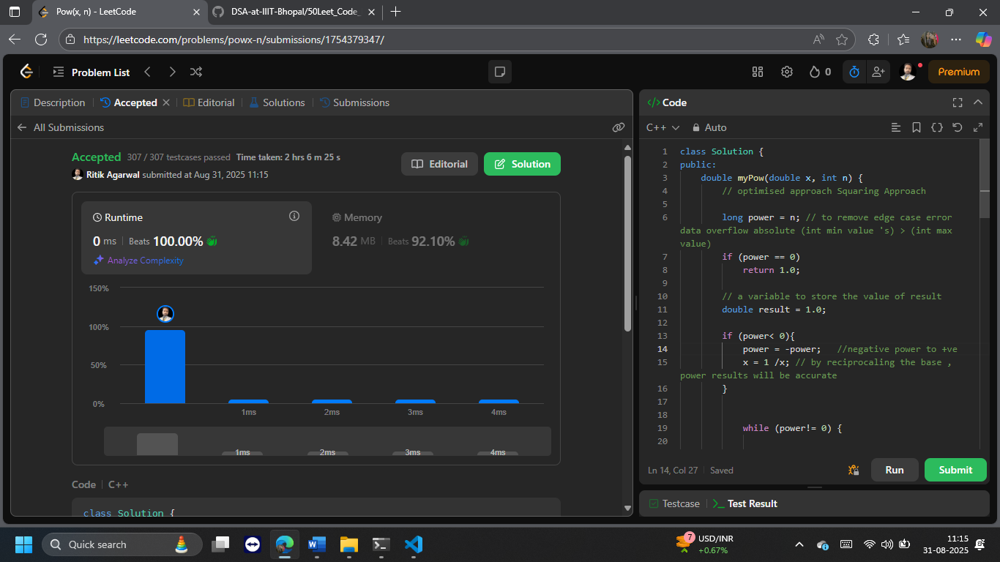 Pow(x, n) - LeetCode
DSA-at-IIIT-Bhopal/50Leet_Code_
https://leetcode.com/problems/powx-n/submissions/1754379347/
Problem List
0
Premium
Description
Accepted
Editorial
Solutions
Submissions
All Submissions
Accepted 307 / 307 testcases passed Time taken: 2 hrs 6 m 25 s
Ritik Agarwal submitted at Aug 31, 2025 11:15
Editorial
Solution
Runtime
0 ms Beats 100.00%
Analyze Complexity
Memory
8.42 MB Beats 92.10%
150%
100%
50%
0%
1ms 2ms 3ms 4ms
1ms 2ms 3ms 4ms
Code C++
class Solution {
</> Code
C++ Auto
1 class Solution {
2 public:
3 double myPow(double x, int n) {
4 // optimised approach Squaring Approach
5
6 long power = n; // to remove edge case error
data overflow absolute (int min value 's) > (int max
value)
7 if (power == 0)
8 return 1.0;
9
10 // a variable to store the value of result
11 double result = 1.0;
12
13 if (power< 0){
14 power = -power; //negative power to +ve
15 x = 1 /x; // by reciprocaling the base ,
power results will be accurate
16 }
17
18
19 while (power!= 0) {
20
Ln 14, Col 27 Saved
Run
Submit
Testcase
Test Result
Quick search
7
USD/INR
+0.67%
11:15
31-08-2025